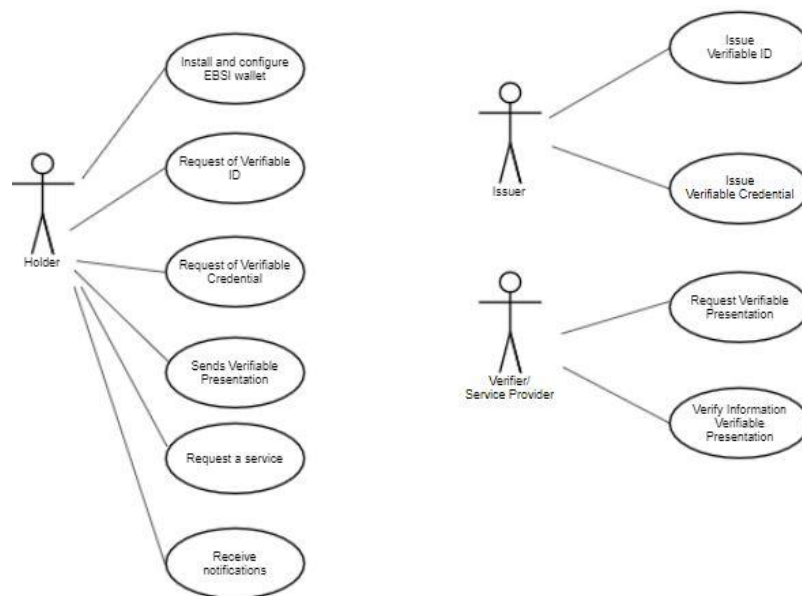 Install and configure
EBSI wallet
Request of Verifiable
ID
Holder
Request of Verifiable
Credential
Sends Verifiable
Presentation
Request a service
Receive
notifications
Issue
Verifiable ID
Issuer
Issue
Verifiable Credential
Request Verifiable
Presentation
Verifier/
Service Provider
Verify Information
Verifiable
Presentation